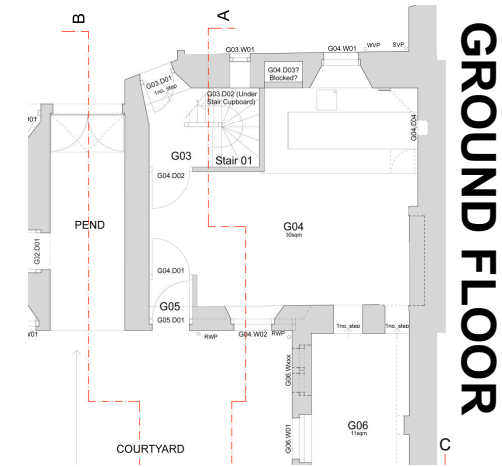 B
A
GROUND FLOOR
G03.W01
G04.W01
WVP
SVP
G03.D01
1no. step
G04.D03?
Blocked?
G03.D02 (Under
Stair Cupboard)
G04.D04
G03
Stair 01
G04.D02
PEND
G04
30sqm
G32.D01
G04.D01
G05
G05.D01
RWP
G04.W02
RWP
1no. step
1no. step
G06.Wxxx
G06
11sqm
G06.W01
COURTYARD
C